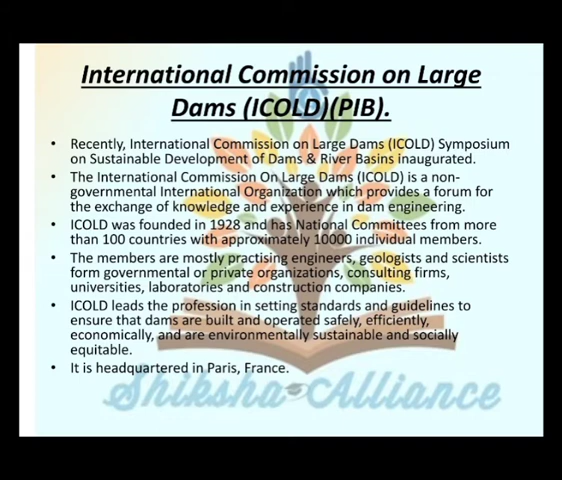 International Commission on Large
Dams (ICOLD)(PIB).
• Recently, International Commission on Large Dams (ICOLD) Symposium
on Sustainable Development of Dams & River Basins inaugurated.
• The International Commission On Large Dams (ICOLD) is a non-
governmental International Organization which provides a forum for
the exchange of knowledge and experience in dam engineering.
• ICOLD was founded in 1928 and has National Committees from more
than 100 countries with approximately 10000 individual members.
• The members are mostly practising engineers, geologists and scientists
form governmental or private organizations, consulting firms,
universities, laboratories and construction companies.
• ICOLD leads the profession in setting standards and guidelines to
ensure that dams are built and operated safely, efficiently,
economically, and are environmentally sustainable and socially
equitable.
• It is headquartered in Paris, France.
Shiksha Alliance